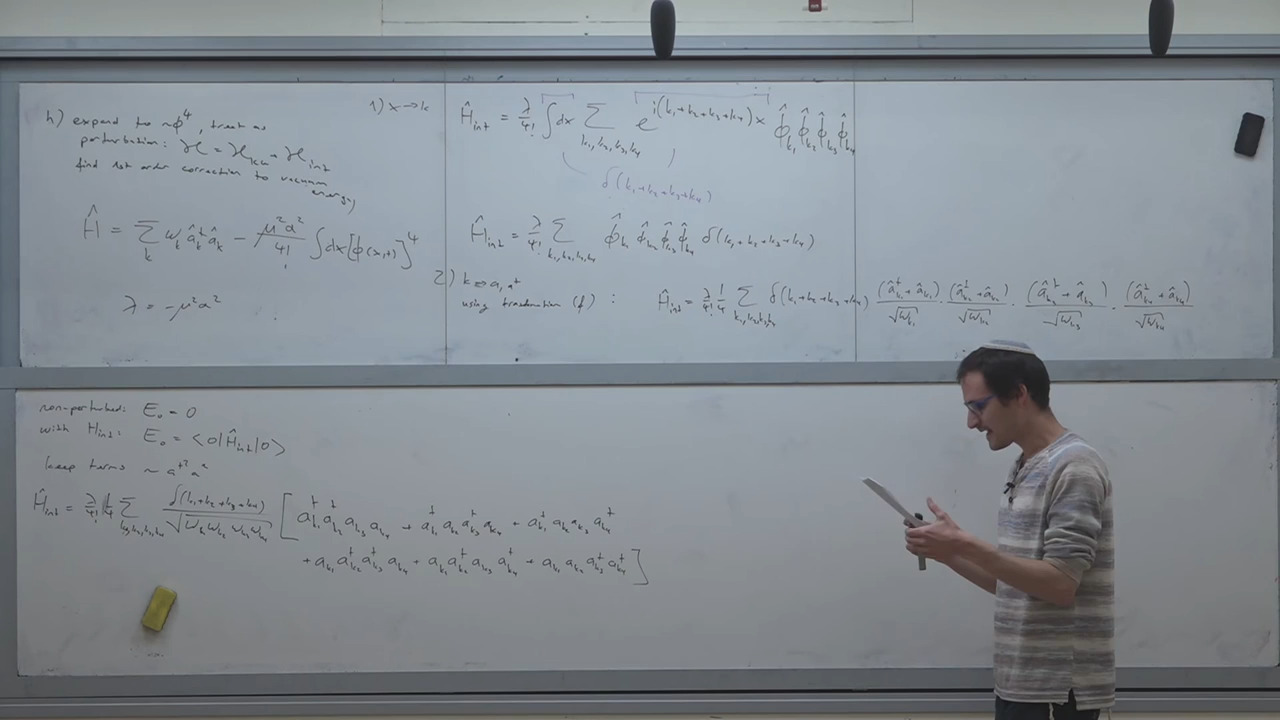 h) expand to ~φ⁴, treat as
perturbation: ℋ = ℋ_KG + ℋ_int
find 1st order correction to vacuum
energy)
Ĥ = Σ_k ω_k â_k† â_k − μ²α²/4! ∫dx [φ(x,t)]⁴
λ = −μ²α²
1) x → k
Ĥ_int = λ/4! ∫dx Σ_{k₁,k₂,k₃,k₄} e^{i(k₁+k₂+k₃+k₄)x} φ̂_{k₁} φ̂_{k₂} φ̂_{k₃} φ̂_{k₄}
δ(k₁+k₂+k₃+k₄)
Ĥ_int = λ/4! Σ_{k₁,k₂,k₃,k₄} φ̂_{k₁} φ̂_{k₂} φ̂_{k₃} φ̂_{k₄} δ(k₁+k₂+k₃+k₄)
2) k ⇔ a, a†
using (f) :
Ĥ_int = λ/4! 1/4 Σ_{k₁,k₂,k₃,k₄} δ(k₁+k₂+k₃+k₄) (â†_{k₁} + â_{k₁})/√ω_{k₁} · (â†_{k₂} + â_{k₂})/√ω_{k₂} · (â†_{k₃} + â_{k₃})/√ω_{k₃} · (â†_{k₄} + â_{k₄})/√ω_{k₄}
non-perturbed: E₀ = 0
with H_int: E₀ = <0|Ĥ_int|0>
keep terms ~ a†² a²
Ĥ_int = λ/4! 1/4 Σ_{k₁,k₂,k₃,k₄} δ(k₁+k₂+k₃+k₄)/√(ω_{k₁} ω_{k₂} ω_{k₃} ω_{k₄}) [ a†_{k₁} a†_{k₂} a_{k₃} a_{k₄} + a†_{k₁} a_{k₂} a†_{k₃} a_{k₄} + a†_{k₁} a_{k₂} a_{k₃} a†_{k₄}
+ a_{k₁} a†_{k₂} a†_{k₃} a_{k₄} + a_{k₁} a†_{k₂} a_{k₃} a†_{k₄} + a_{k₁} a_{k₂} a†_{k₃} a†_{k₄} ]